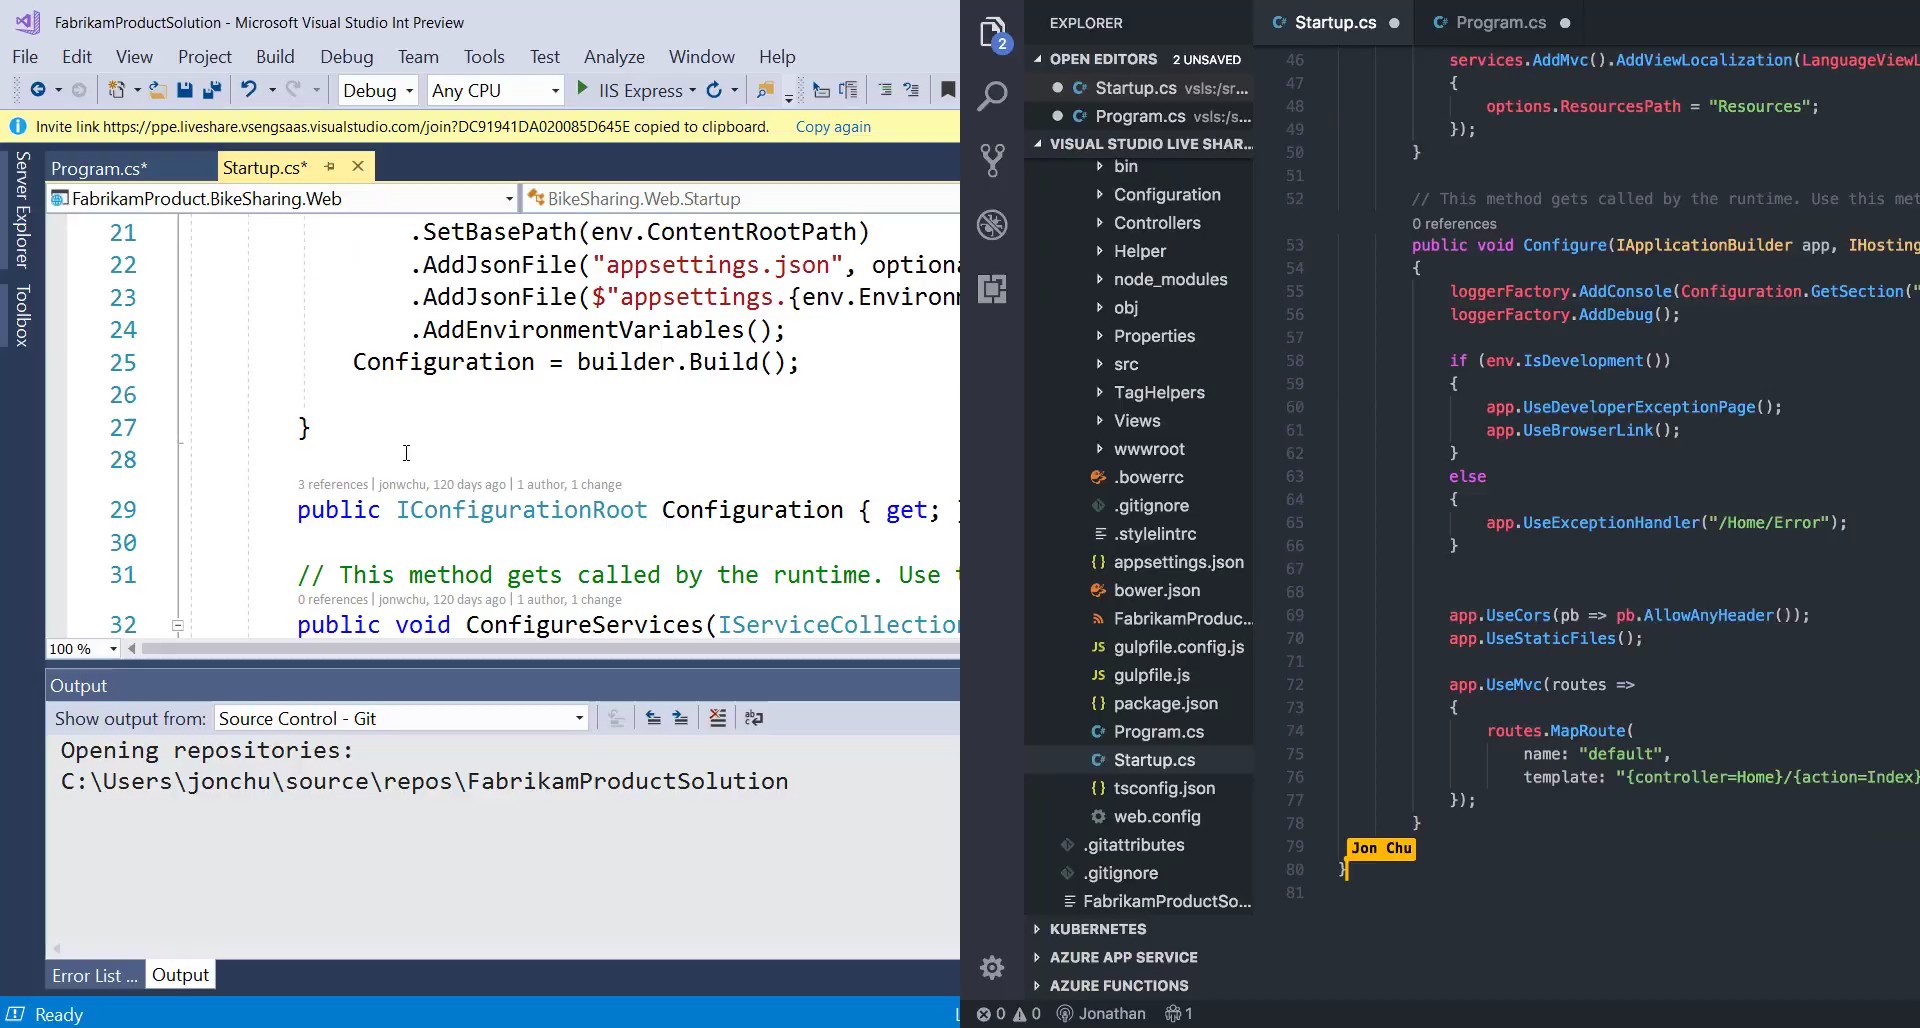 FabrikamProductSolution - Microsoft Visual Studio Int Preview
File Edit View Project Build Debug Team Tools Test Analyze Window Help
Debug Any CPU IIS Express
Invite link https://ppe.liveshare.vsengsaas.visualstudio.com/join?DC91941DA020085D645E copied to clipboard. Copy again
Server Explorer
Toolbox
Program.cs* Startup.cs*
FabrikamProduct.BikeSharing.Web BikeSharing.Web.Startup
21 .SetBasePath(env.ContentRootPath)
22 .AddJsonFile("appsettings.json", optiona
23 .AddJsonFile($"appsettings.{env.Environm
24 .AddEnvironmentVariables();
25 Configuration = builder.Build();
26
27 }
28
3 references | jonwchu, 120 days ago | 1 author, 1 change
29 public IConfigurationRoot Configuration { get; }
30
31 // This method gets called by the runtime. Use t
0 references | jonwchu, 120 days ago | 1 author, 1 change
32 public void ConfigureServices(IServiceCollection
100 %
Output
Show output from: Source Control - Git
Opening repositories:
C:\Users\jonchu\source\repos\FabrikamProductSolution
Error List ... Output
Ready
2
EXPLORER
OPEN EDITORS 2 UNSAVED
Startup.cs vsls:/sr...
Program.cs vsls:/s...
VISUAL STUDIO LIVE SHAR...
bin
Configuration
Controllers
Helper
node_modules
obj
Properties
src
TagHelpers
Views
wwwroot
.bowerrc
.gitignore
.stylelintrc
appsettings.json
bower.json
FabrikamProduc...
JS gulpfile.config.js
JS gulpfile.js
package.json
C# Program.cs
C# Startup.cs
tsconfig.json
web.config
.gitattributes
.gitignore
FabrikamProductSo...
KUBERNETES
AZURE APP SERVICE
AZURE FUNCTIONS
0 0 Jonathan 1
Startup.cs Program.cs
46 services.AddMvc().AddViewLocalization(LanguageViewL
47 {
48 options.ResourcesPath = "Resources";
49 });
50 }
51
52 // This method gets called by the runtime. Use this met
0 references
53 public void Configure(IApplicationBuilder app, IHosting
54 {
55 loggerFactory.AddConsole(Configuration.GetSection("
56 loggerFactory.AddDebug();
57
58 if (env.IsDevelopment())
59 {
60 app.UseDeveloperExceptionPage();
61 app.UseBrowserLink();
62 }
63 else
64 {
65 app.UseExceptionHandler("/Home/Error");
66 }
67
68
69 app.UseCors(pb => pb.AllowAnyHeader());
70 app.UseStaticFiles();
71
72 app.UseMvc(routes =>
73 {
74 routes.MapRoute(
75 name: "default",
76 template: "{controller=Home}/{action=Index}
77 });
78 }
79 Jon Chu
80 }
81